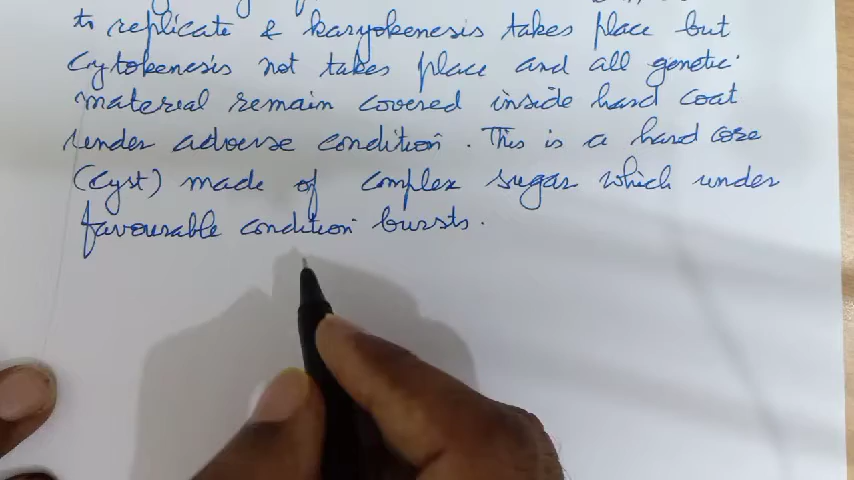 to replicate & karyokenesis takes place but
Cytokenesis not takes place and all genetic
material remain covered inside hard coat
under adverse condition. This is a hard core
(Cyst) made of complex sugar which under
favourable condition bursts.